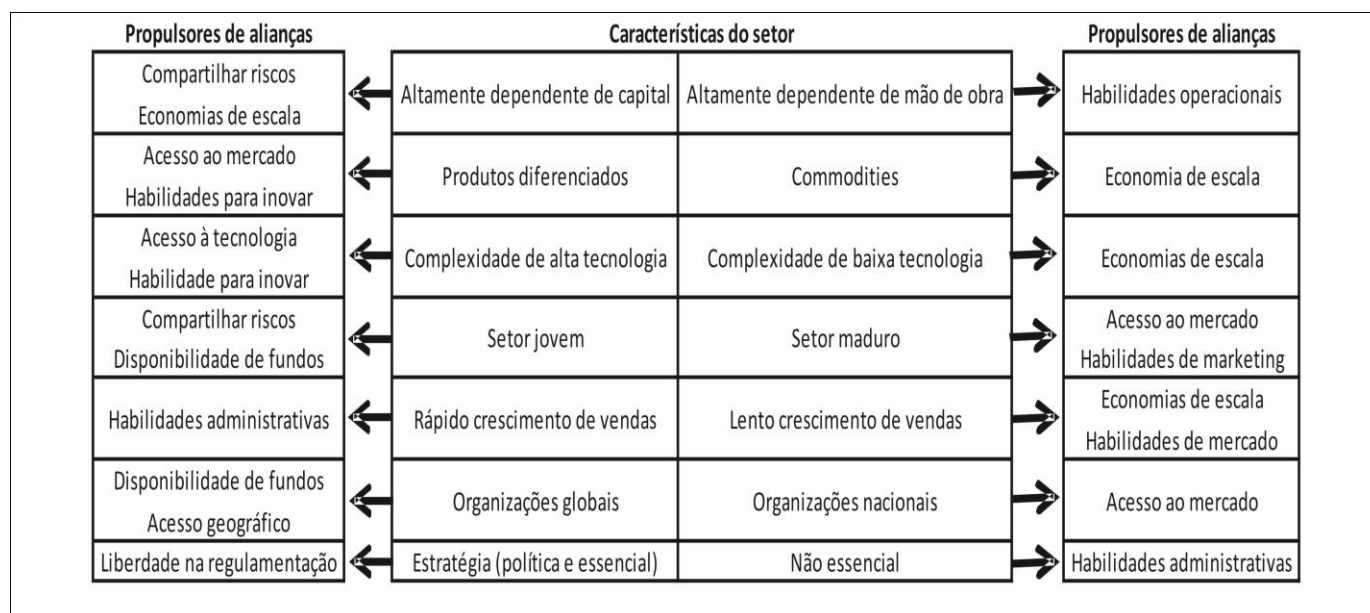 Propulsores de alianças
Características do setor
Propulsores de alianças
Compartilhar riscos
Economias de escala
Altamente dependente de capital
Altamente dependente de mão de obra
Habilidades operacionais
Acesso ao mercado
Habilidades para inovar
Produtos diferenciados
Commodities
Economia de escala
Acesso à tecnologia
Habilidade para inovar
Complexidade de alta tecnologia
Complexidade de baixa tecnologia
Economias de escala
Compartilhar riscos
Disponibilidade de fundos
Setor jovem
Setor maduro
Acesso ao mercado
Habilidades de marketing
Habilidades administrativas
Rápido crescimento de vendas
Lento crescimento de vendas
Economias de escala
Habilidades de mercado
Disponibilidade de fundos
Acesso geográfico
Organizações globais
Organizações nacionais
Acesso ao mercado
Liberdade na regulamentação
Estratégia (política e essencial)
Não essencial
Habilidades administrativas